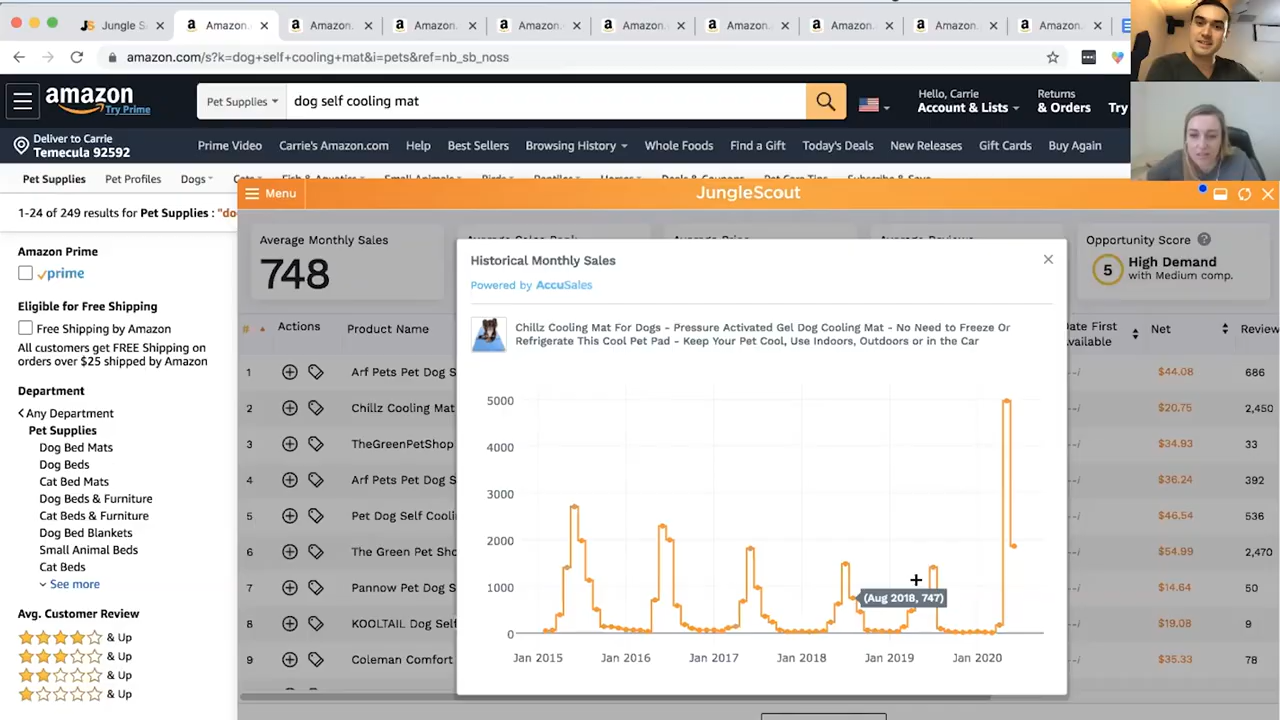 Jungle S
Amazon.
Amazon.
Amazon.
Amazon.
Amazon.
Amazon.
Amazon.
Amazon.
Amazon.
amazon.com/s?k=dog+self+cooling+mat&i=pets&ref=nb_sb_noss
amazon
Try Prime
Pet Supplies
dog self cooling mat
Hello, Carrie
Account & Lists
Returns
& Orders
Try
Deliver to Carrie
Temecula 92592
Prime Video
Carrie's Amazon.com
Help
Best Sellers
Browsing History
Whole Foods
Find a Gift
Today's Deals
New Releases
Gift Cards
Buy Again
Pet Supplies
Pet Profiles
Dogs
1-24 of 249 results for Pet Supplies : "do
Amazon Prime
prime
Eligible for Free Shipping
Free Shipping by Amazon
All customers get FREE Shipping on
orders over $25 shipped by Amazon
Department
Any Department
Pet Supplies
Dog Bed Mats
Dog Beds
Cat Bed Mats
Dog Beds & Furniture
Cat Beds & Furniture
Dog Bed Blankets
Small Animal Beds
Cat Beds
See more
Avg. Customer Review
& Up
& Up
& Up
& Up
Menu
JungleScout
Average Monthly Sales
748
Opportunity Score ?
5
High Demand
with Medium comp.
# Actions Product Name
Date First
Available
Net
Review
1 Arf Pets Pet Dog S --/ $44.08 686
2 Chillz Cooling Mat --/ $20.75 2,450
3 TheGreenPetShop --/ $34.93 33
4 Arf Pets Pet Dog S --/ $36.24 392
5 Pet Dog Self Cooli --/ $46.54 536
6 The Green Pet Sho --/ $54.99 2,470
7 Pannow Pet Dog S --/ $14.64 50
8 KOOLTAIL Dog Self --/ $19.08 9
9 Coleman Comfort --/ $35.33 78
Historical Monthly Sales
Powered by AccuSales
Chillz Cooling Mat For Dogs - Pressure Activated Gel Dog Cooling Mat - No Need to Freeze Or
Refrigerate This Cool Pet Pad - Keep Your Pet Cool, Use Indoors, Outdoors or in the Car
5000
4000
3000
2000
1000
0
(Aug 2018, 747)
Jan 2015
Jan 2016
Jan 2017
Jan 2018
Jan 2019
Jan 2020